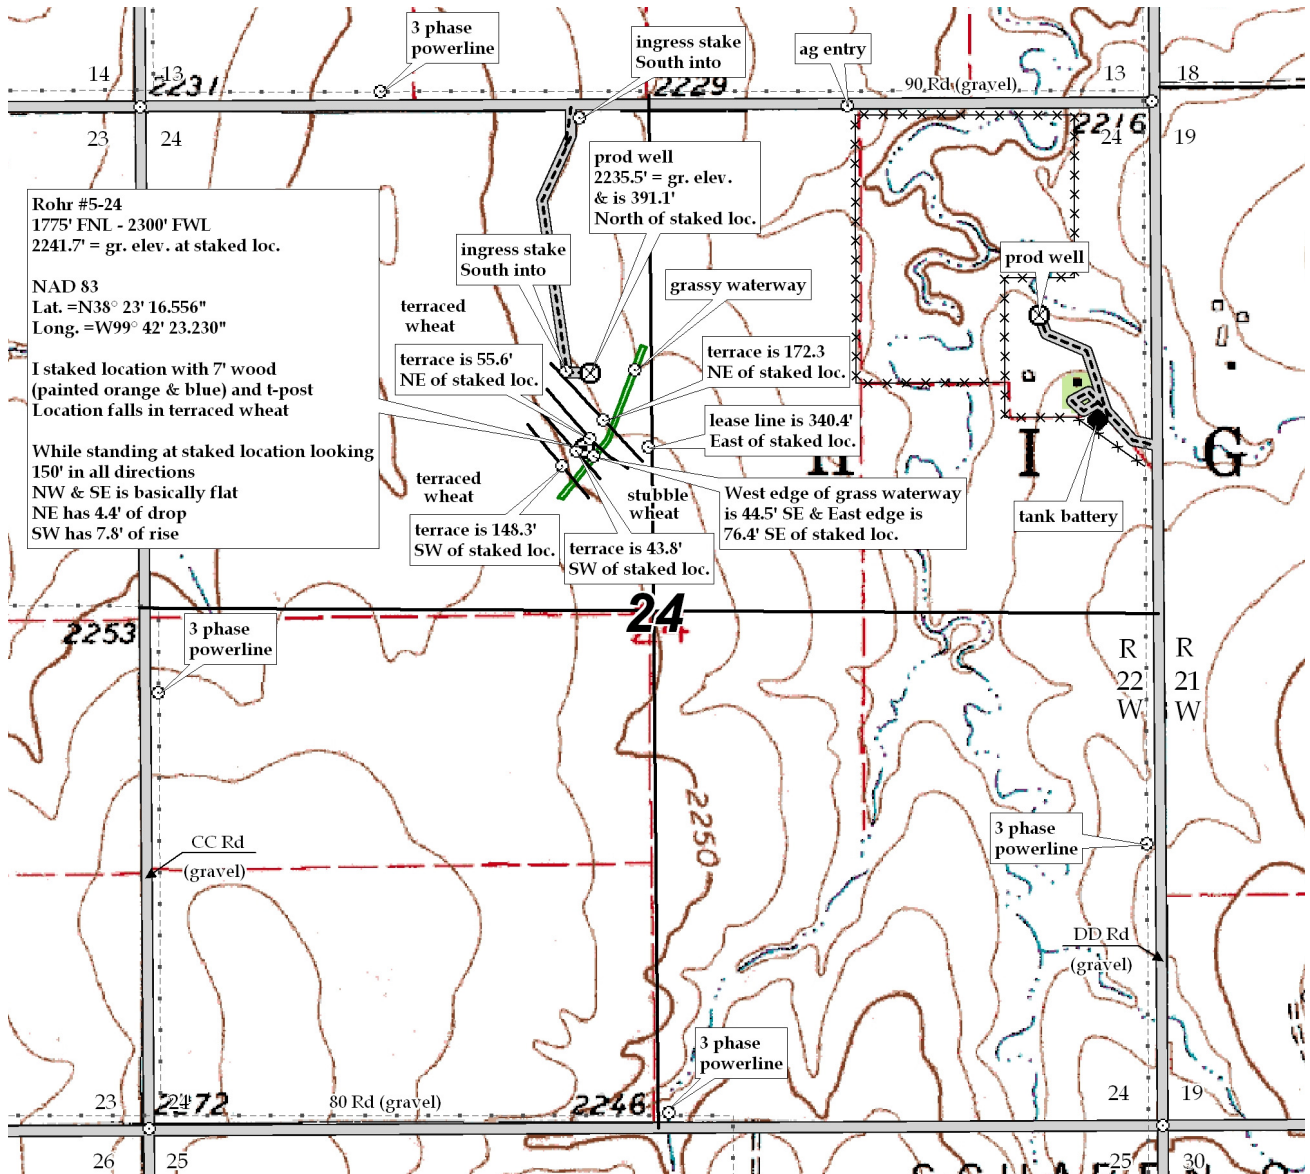 3 phase
powerline
ingress stake
South into
ag entry
14
13
2231
2229
90 Rd (gravel)
13
18
2216
23
24
24
19
prod well
2235.5' = gr. elev.
& is 391.1'
North of staked loc.
Rohr #5-24
1775' FNL - 2300' FWL
2241.7' = gr. elev. at staked loc.
NAD 83
Lat. =N38° 23' 16.556"
Long. =W99° 42' 23.230"
I staked location with 7' wood
(painted orange & blue) and t-post
Location falls in terraced wheat
While standing at staked location looking
150' in all directions
NW & SE is basically flat
NE has 4.4' of drop
SW has 7.8' of rise
ingress stake
South into
prod well
grassy waterway
terraced
wheat
terrace is 55.6'
NE of staked loc.
terrace is 172.3
NE of staked loc.
lease line is 340.4'
East of staked loc.
I
G
terraced
wheat
stubble
wheat
West edge of grass waterway
is 44.5' SE & East edge is
76.4' SE of staked loc.
tank battery
terrace is 148.3'
SW of staked loc.
terrace is 43.8'
SW of staked loc.
24
2253
3 phase
powerline
R
22
W
R
21
W
2250
3 phase
powerline
CC Rd
(gravel)
DD Rd
(gravel)
3 phase
powerline
23
24
2272
80 Rd (gravel)
2246
24
19
26
25
25
30